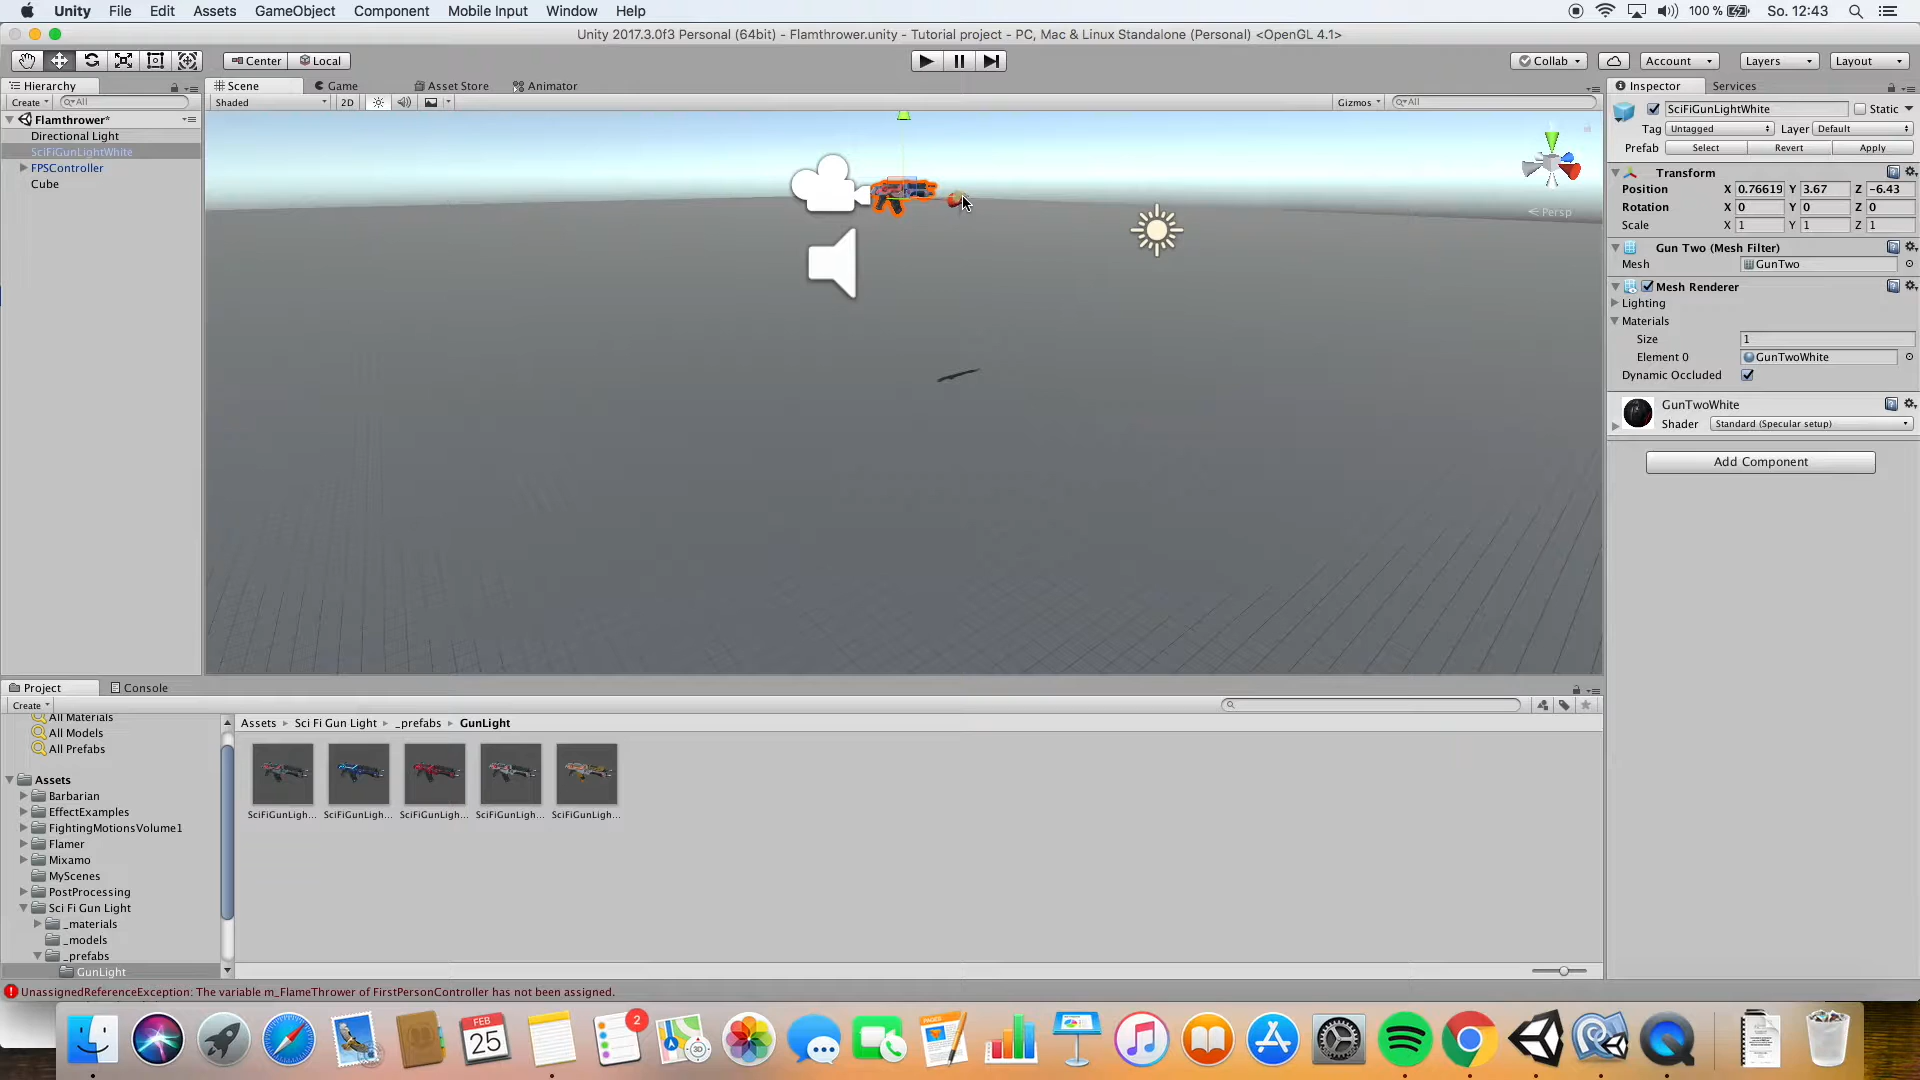 Unity File Edit Assets GameObject Component Mobile Input Window Help 100 % So. 12:43
Unity 2017.3.0f3 Personal (64bit) - Flamthrower.unity - Tutorial project - PC, Mac & Linux Standalone (Personal) <OpenGL 4.1>
Center Local Collab Account Layers Layout
Hierarchy Scene Game Asset Store Animator Inspector Services
Create All Shaded 2D Gizmos All SciFiGunLightWhite Static
Flamthrower*
Directional Light Tag Untagged Layer Default
SciFiGunLightWhite Prefab Select Revert Apply
FPSController Transform
Cube Position X 0.76619 Y 3.67 Z -6.43
Rotation X 0 Y 0 Z 0
Persp Scale X 1 Y 1 Z 1
Gun Two (Mesh Filter)
Mesh GunTwo
Mesh Renderer
Lighting
Materials
Size 1
Element 0 GunTwoWhite
Dynamic Occluded
GunTwoWhite
Shader Standard (Specular setup)
Add Component
Project Console
Create
All Materials Assets Sci Fi Gun Light _prefabs GunLight
All Models
All Prefabs
Assets
Barbarian SciFiGunLigh... SciFiGunLigh... SciFiGunLigh... SciFiGunLigh... SciFiGunLigh...
EffectExamples
FightingMotionsVolume1
Flamer
Mixamo
MyScenes
PostProcessing
Sci Fi Gun Light
_materials
_models
_prefabs
GunLight
UnassignedReferenceException: The variable m_FlameThrower of FirstPersonController has not been assigned.
FEB
25
2
3D